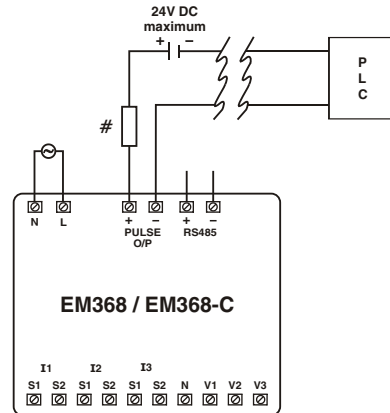 24V DC
maximum
+ −
P
L
C
#
N L + − + −
PULSE
O/P
RS485
EM368 / EM368-C
I1 I2 I3
S1 S2 S1 S2 S1 S2 N V1 V2 V3